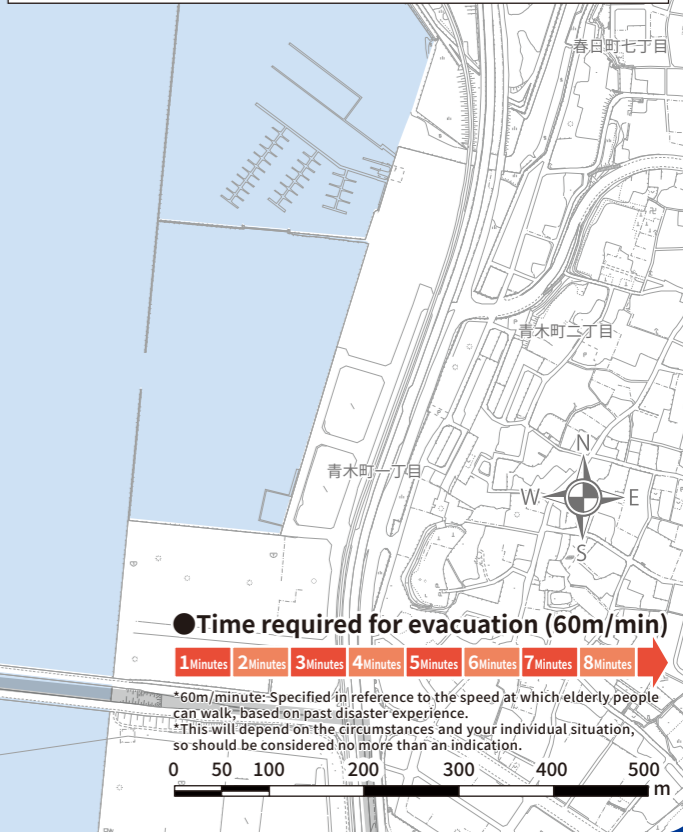 春日町七丁目
青木町二丁目
青木町一丁目
N
W E
S
●Time required for evacuation (60m/min)
1Minutes 2Minutes 3Minutes 4Minutes 5Minutes 6Minutes 7Minutes 8Minutes
*60m/minute: Specified in reference to the speed at which elderly people
can walk, based on past disaster experience.
*This will depend on the circumstances and your individual situation,
so should be considered no more than an indication.
0 50 100 200 300 400 500
m